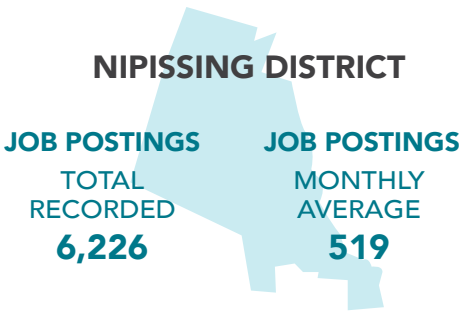 NIPISSING DISTRICT
JOB POSTINGS
TOTAL
RECORDED
6,226
JOB POSTINGS
MONTHLY
AVERAGE
519